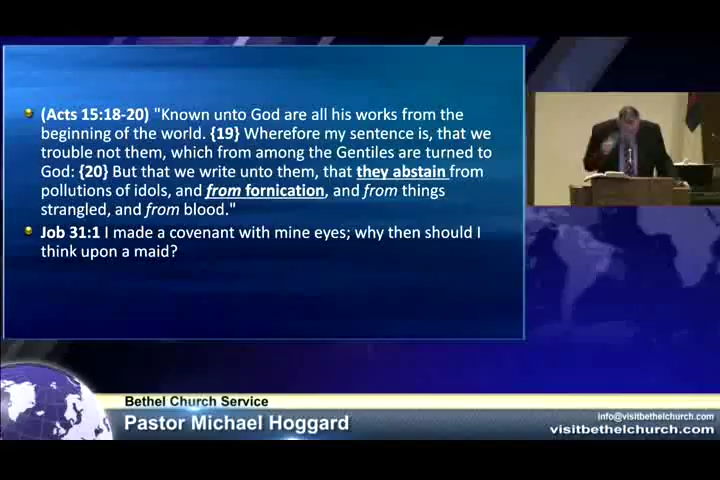 (Acts 15:18-20) "Known unto God are all his works from the
beginning of the world. {19} Wherefore my sentence is, that we
trouble not them, which from among the Gentiles are turned to
God: {20} But that we write unto them, that they abstain from
pollutions of idols, and from fornication, and from things
strangled, and from blood."
Job 31:1 I made a covenant with mine eyes; why then should I
think upon a maid?
Bethel Church Service
Pastor Michael Hoggard
info@visitbethelchurch.com
visitbethelchurch.com